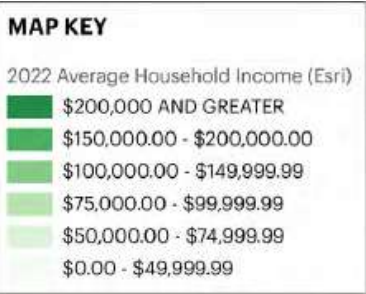 MAP KEY
2022 Average Household Income (Esri)
$200,000 AND GREATER
$150,000.00 - $200,000.00
$100,000.00 - $149,999.99
$75,000.00 - $99,999.99
$50,000.00 - $74,999.99
$0.00 - $49,999.99